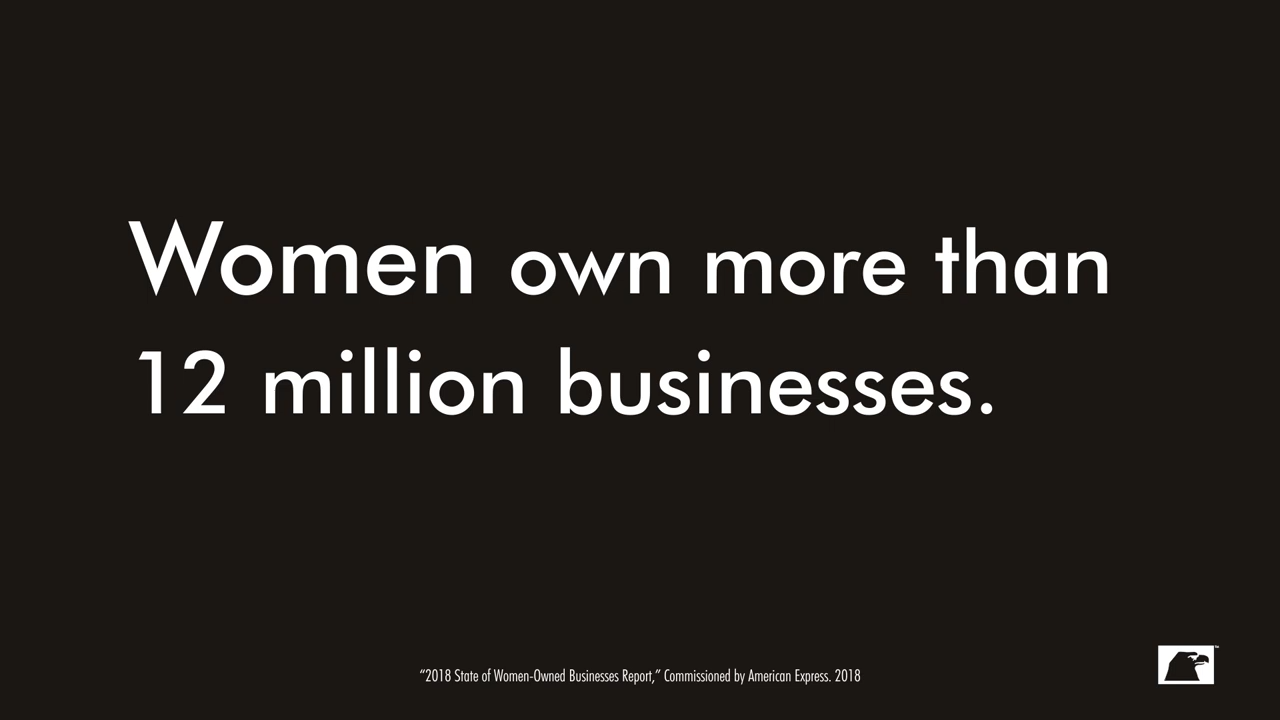 Women own more than
12 million businesses.
“2018 State of Women-Owned Businesses Report,” Commissioned by American Express. 2018